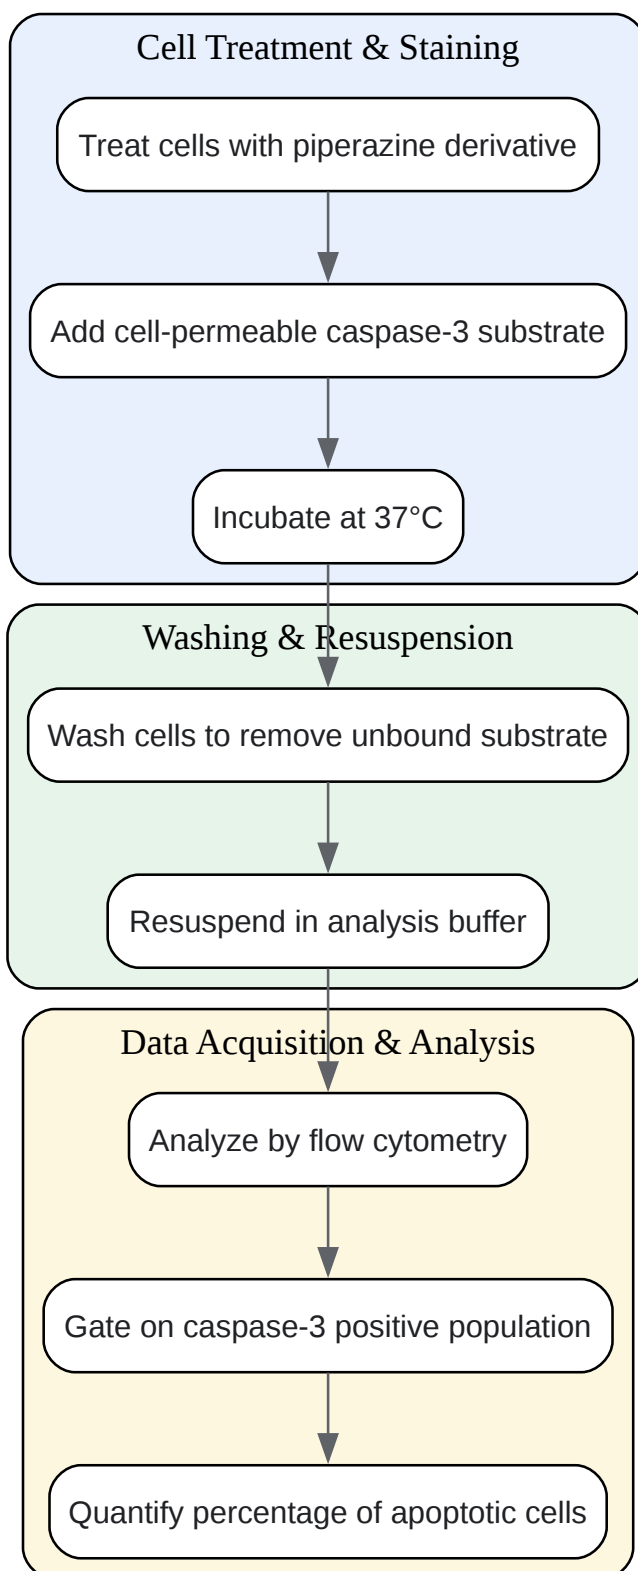 Cell Treatment & Staining
Treat cells with piperazine derivative
Add cell-permeable caspase-3 substrate
Incubate at 37°C
Washing & Resuspension
Wash cells to remove unbound substrate
Resuspend in analysis buffer
Data Acquisition & Analysis
Analyze by flow cytometry
Gate on caspase-3 positive population
Quantify percentage of apoptotic cells